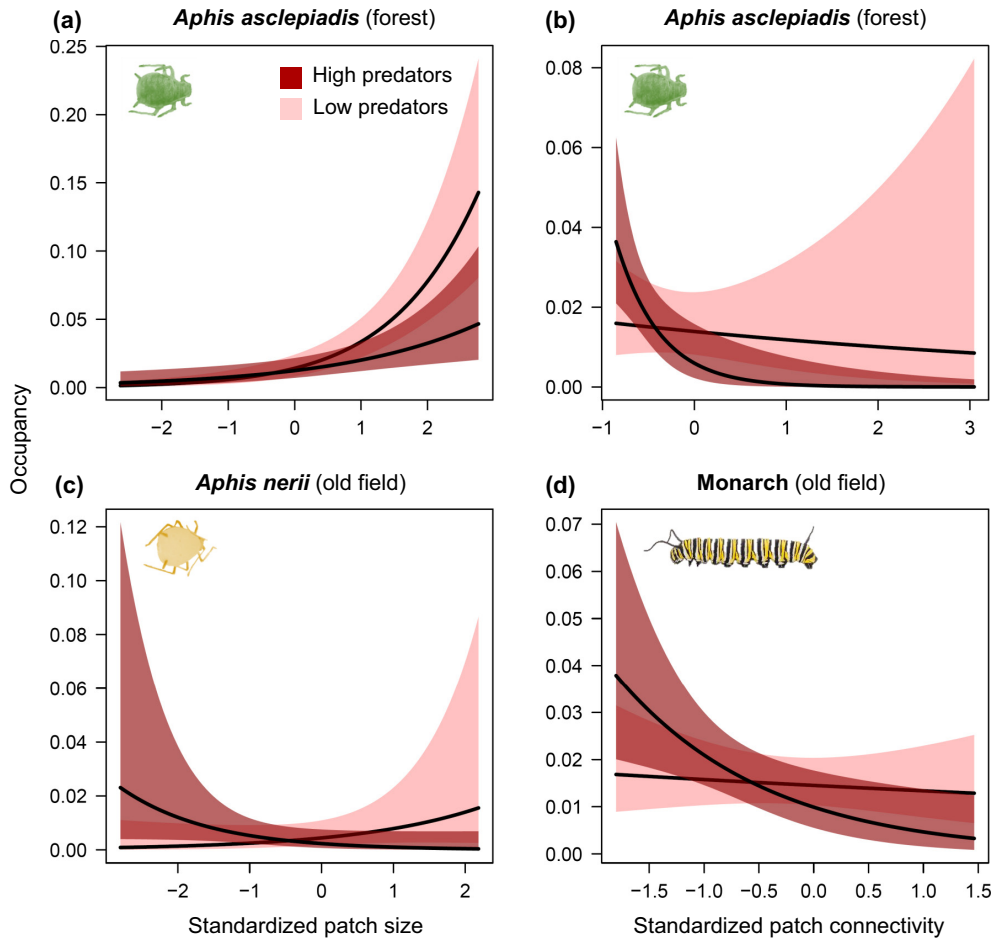 (a) Aphis asclepiadis (forest)
High predators
Low predators
0.25
0.20
0.15
0.10
0.05
0.00
−2 −1 0 1 2
(b) Aphis asclepiadis (forest)
0.08
0.06
0.04
0.02
0.00
−1 0 1 2 3
Occupancy
(c) Aphis nerii (old field)
0.12
0.10
0.08
0.06
0.04
0.02
0.00
−2 −1 0 1 2
Standardized patch size
(d) Monarch (old field)
0.07
0.06
0.05
0.04
0.03
0.02
0.01
0.00
−1.5 −1.0 −0.5 0.0 0.5 1.0 1.5
Standardized patch connectivity